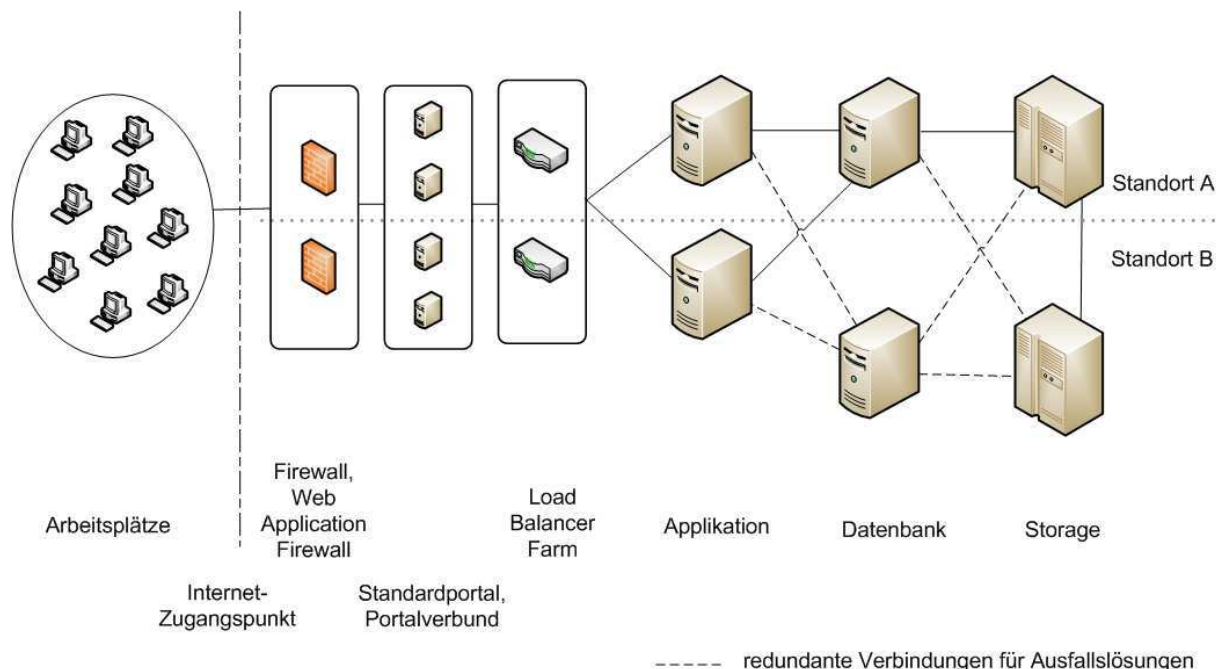 Standort A
Standort B
Arbeitsplätze
Internet-
Zugangspunkt
Firewall,
Web
Application
Firewall
Standardportal,
Portalverbund
Load
Balancer
Farm
Applikation
Datenbank
Storage
redundante Verbindungen für Ausfallslösungen